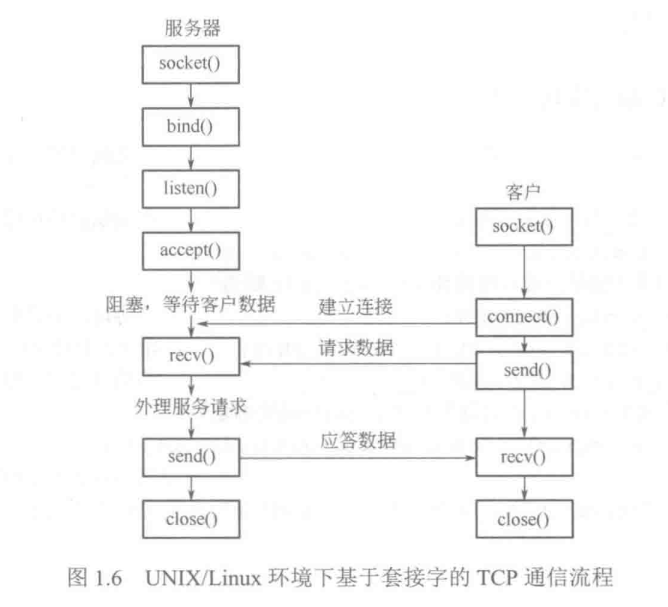 服务器
socket()
bind()
listen()
accept()
阻塞，等待客户数据
recv()
外理服务请求
send()
close()
客户
socket()
建立连接
connect()
请求数据
send()
应答数据
recv()
close()
图 1.6 UNIX/Linux 环境下基于套接字的 TCP 通信流程